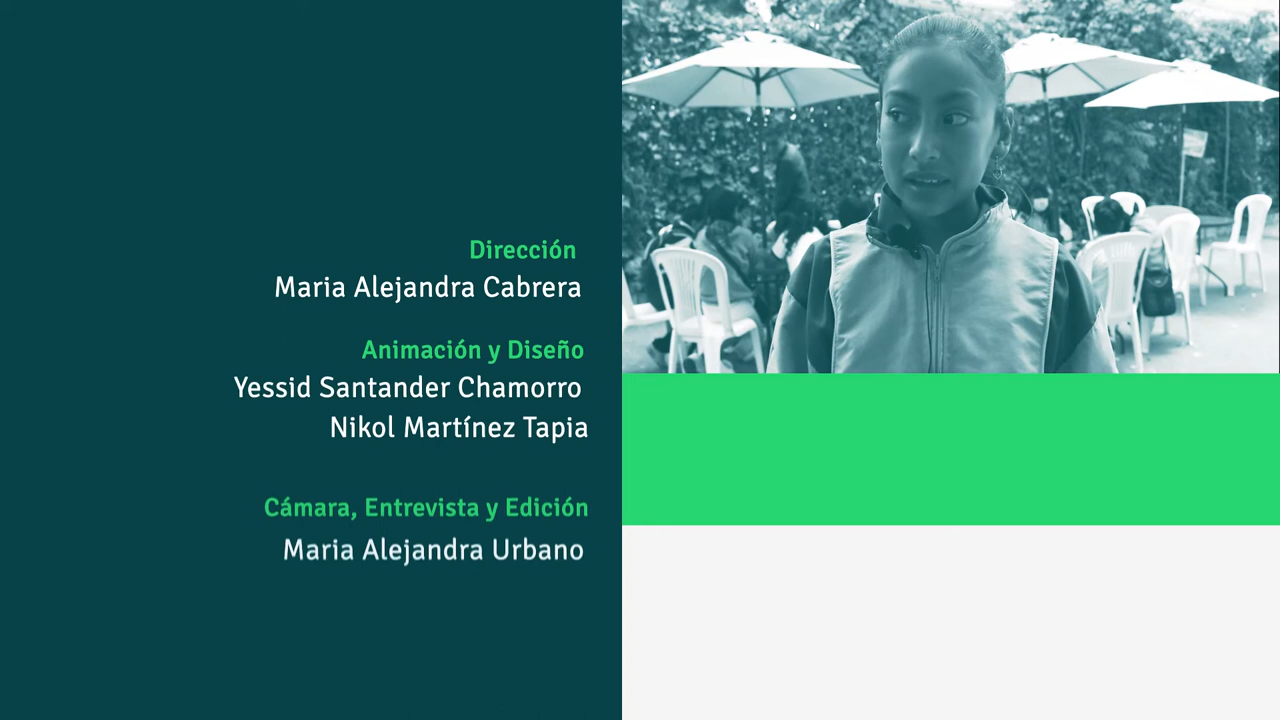 Dirección
Maria Alejandra Cabrera
Animación y Diseño
Yessid Santander Chamorro
Nikol Martínez Tapia
Cámara, Entrevista y Edición
Maria Alejandra Urbano